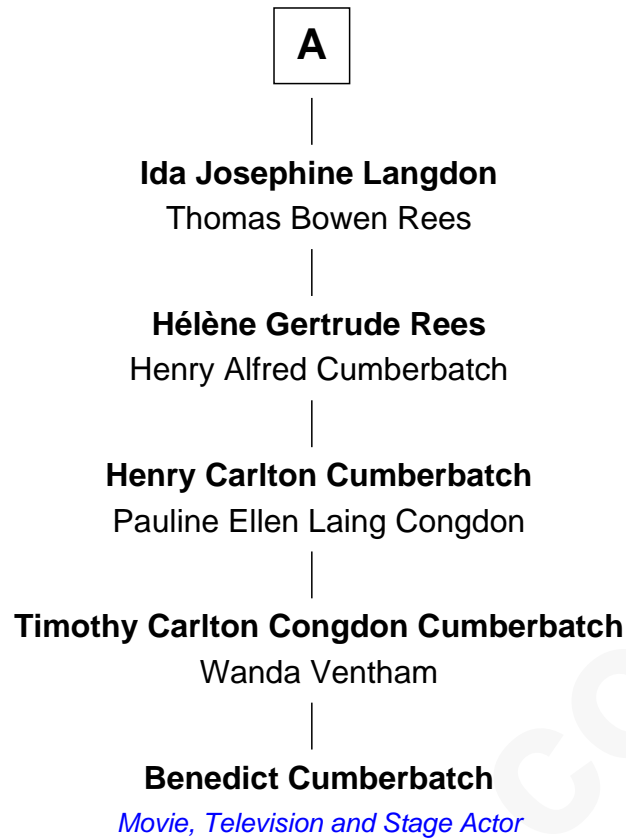 A
Ida Josephine Langdon
Thomas Bowen Rees
Hélène Gertrude Rees
Henry Alfred Cumberbatch
Henry Carlton Cumberbatch
Pauline Ellen Laing Congdon
Timothy Carlton Congdon Cumberbatch
Wanda Ventham
Benedict Cumberbatch
Movie, Television and Stage Actor